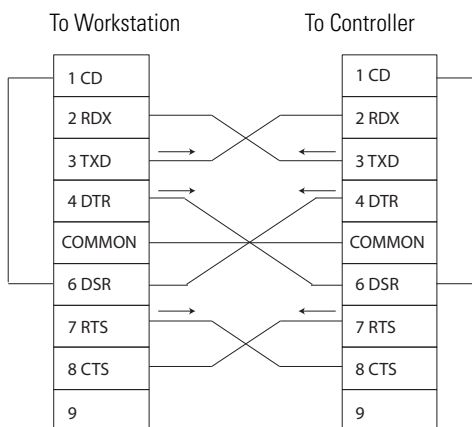 To Workstation
To Controller
1 CD
2 RDX
3 TXD
4 DTR
COMMON
6 DSR
7 RTS
8 CTS
9
1 CD
2 RDX
3 TXD
4 DTR
COMMON
6 DSR
7 RTS
8 CTS
9